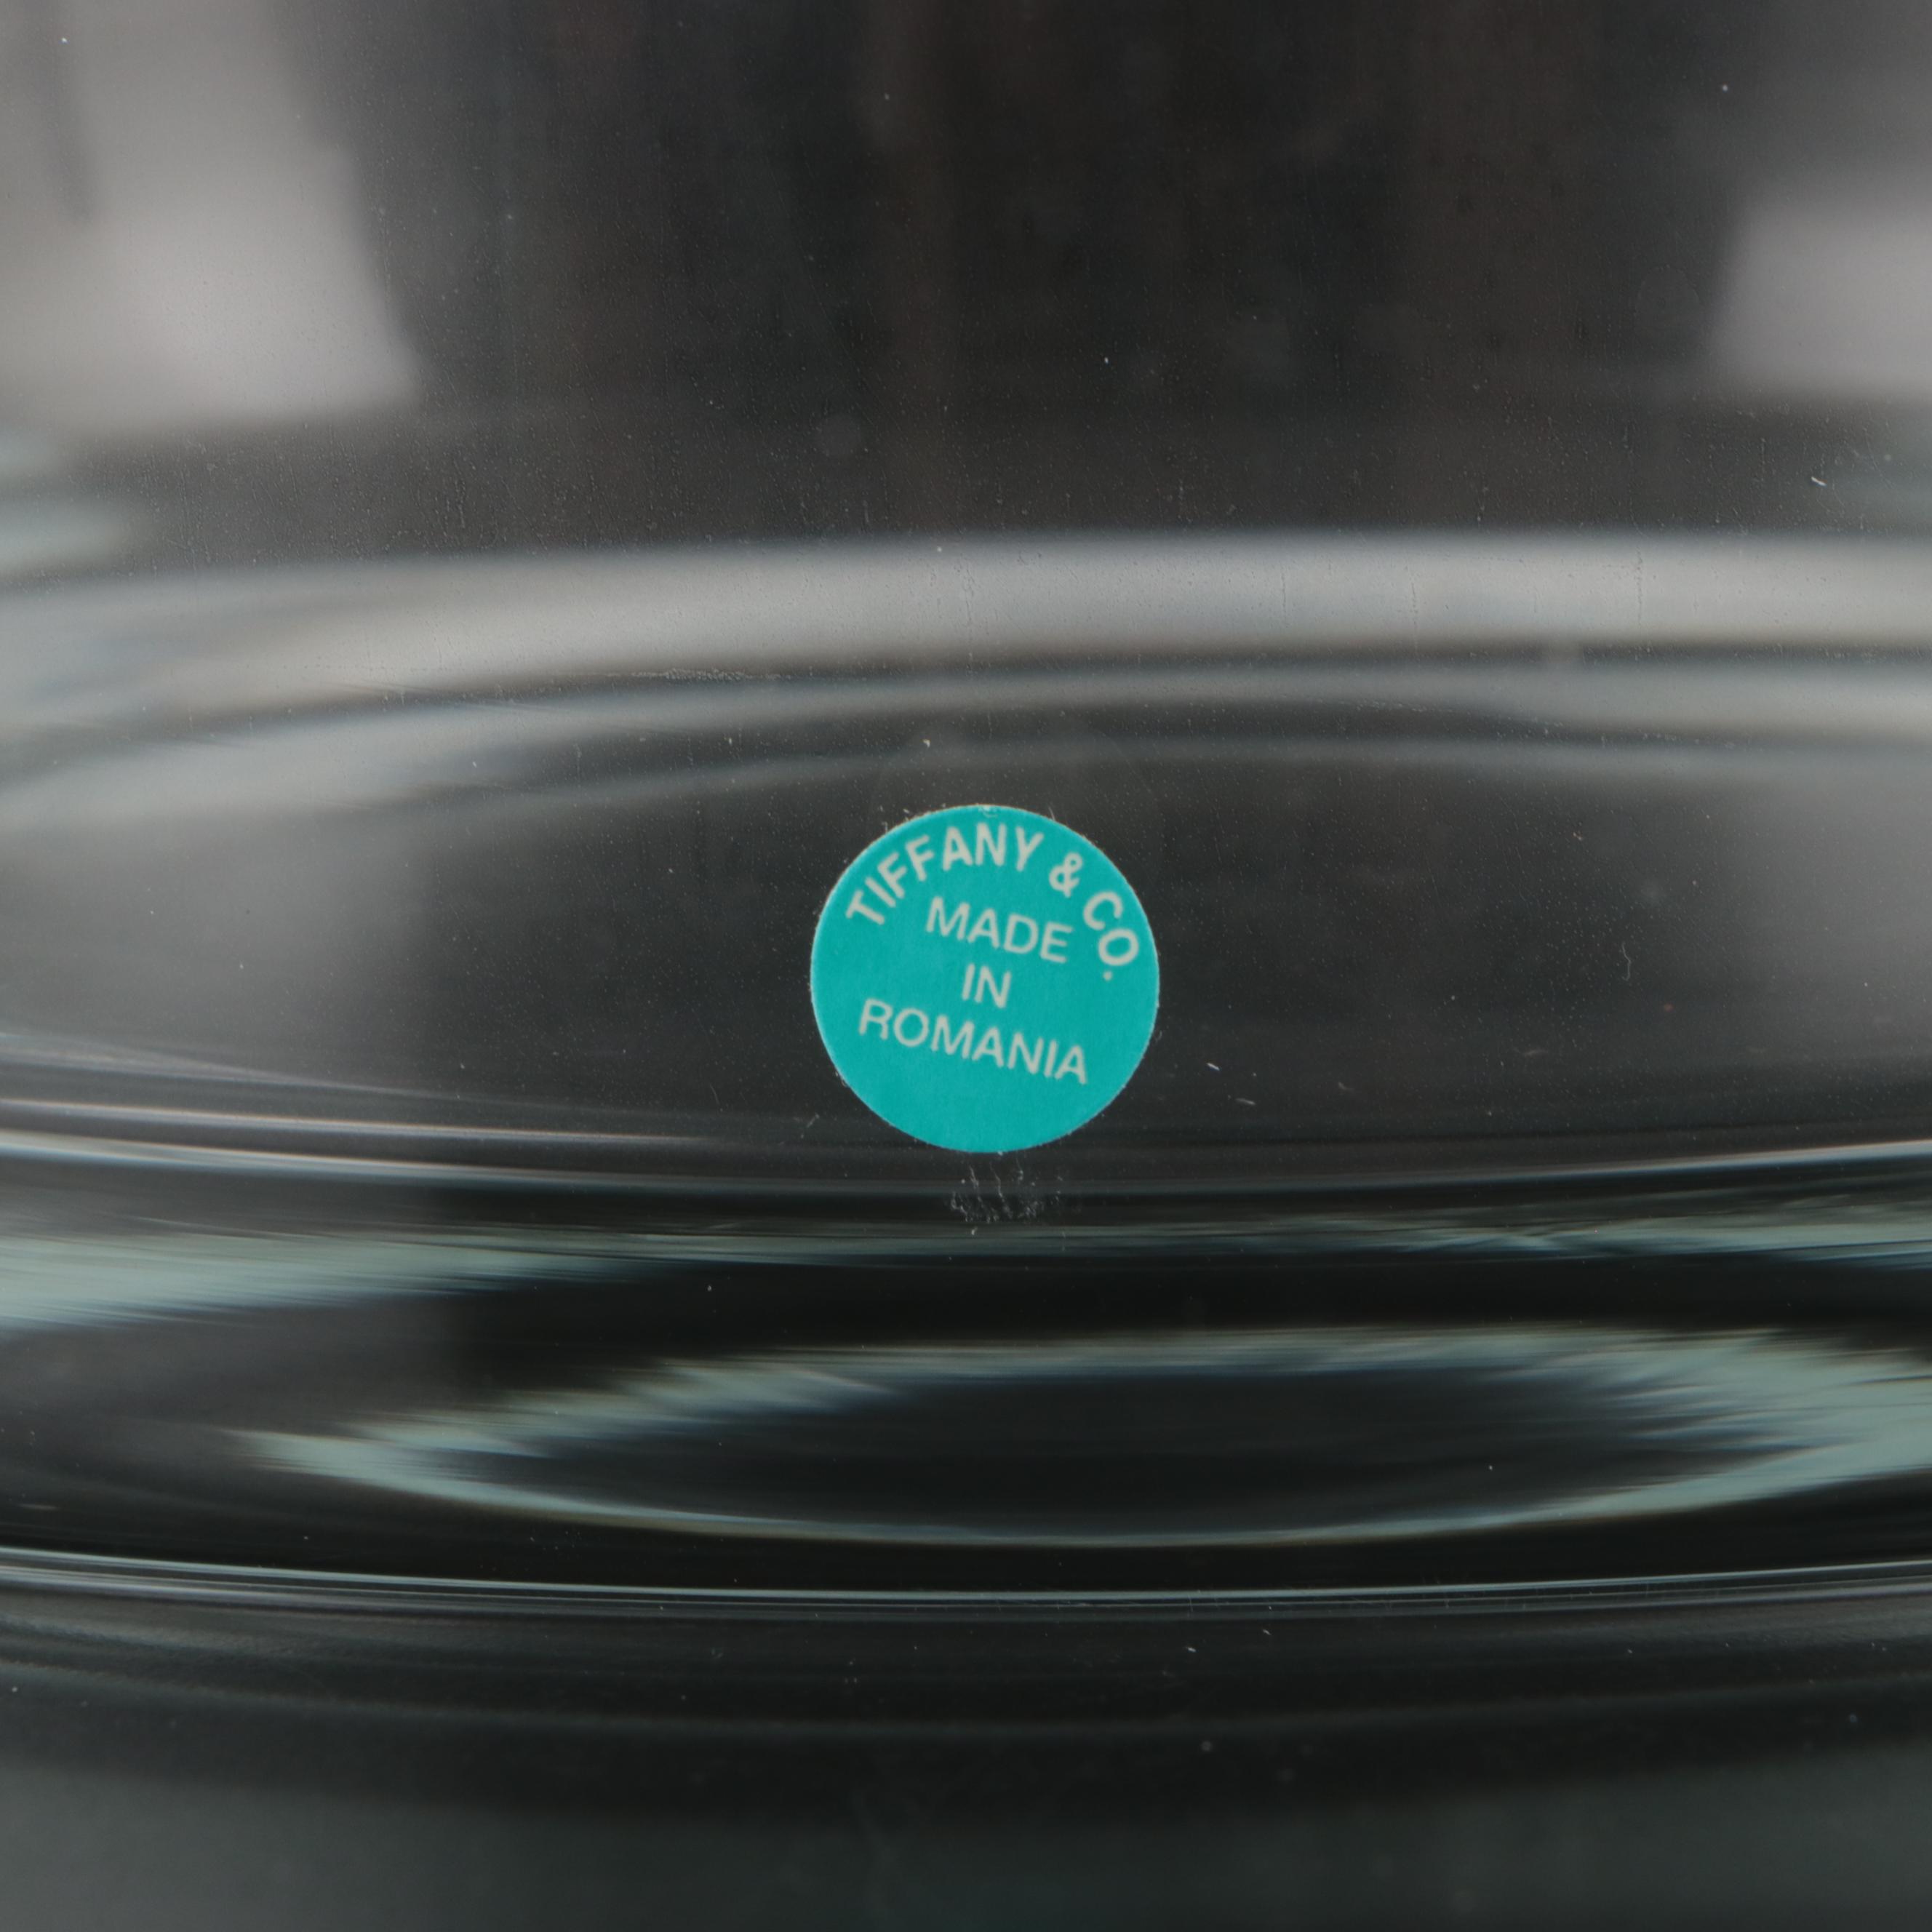 TIFFANY & CO.
MADE
IN
ROMANIA